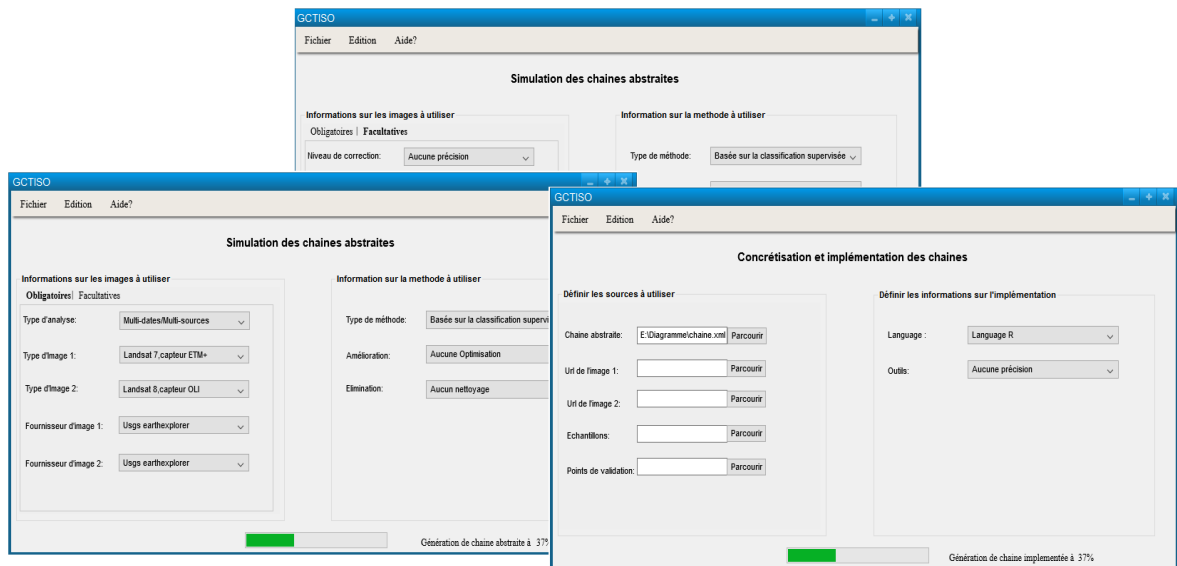 GCTISO
Fichier Edition Aide?
Simulation des chaines abstraites
Informations sur les images à utiliser
Obligatoires | Facultatives
Niveau de correction: Aucune précision
Information sur la methode à utiliser
Type de méthode: Basée sur la classification supervisée
GCTISO
Fichier Edition Aide?
Simulation des chaines abstraites
Informations sur les images à utiliser
Obligatoires| Facultatives
Type d'analyse: Multi-dates/Multi-sources
Type d'Image 1: Landsat 7,capteur ETM+
Type d'Image 2: Landsat 8,capteur OLI
Fournisseur d'image 1: Usgs earthexplorer
Fournisseur d'image 2: Usgs earthexplorer
Information sur la methode à utiliser
Type de méthode: Basée sur la classification supervi
Amélioration: Aucune Optimisation
Elimination: Aucun nettoyage
Génération de chaine abstraite à 37%
GCTISO
Fichier Edition Aide?
Concrétisation et implémentation des chaines
Définir les sources à utiliser
Chaine abstraite: E:\Diagramme\chaine.xml Parcourir
Url de l'image 1: Parcourir
Url de l'image 2: Parcourir
Echantillons: Parcourir
Points de validation: Parcourir
Définir les informations sur l'implémentation
Language : Language R
Outils: Aucune précision
Génération de chaine implementée à 37%